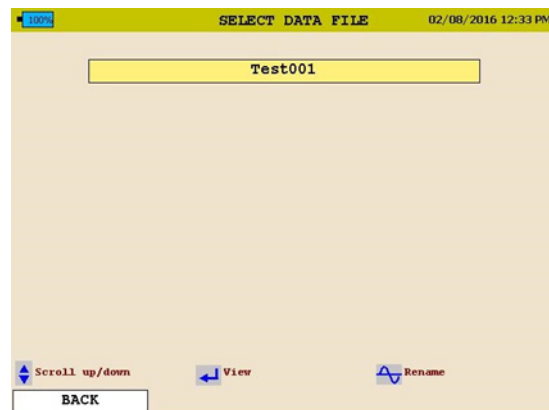 100% SELECT DATA FILE 02/08/2016 12:33 PM
Test001
Scroll up/down View Rename
BACK